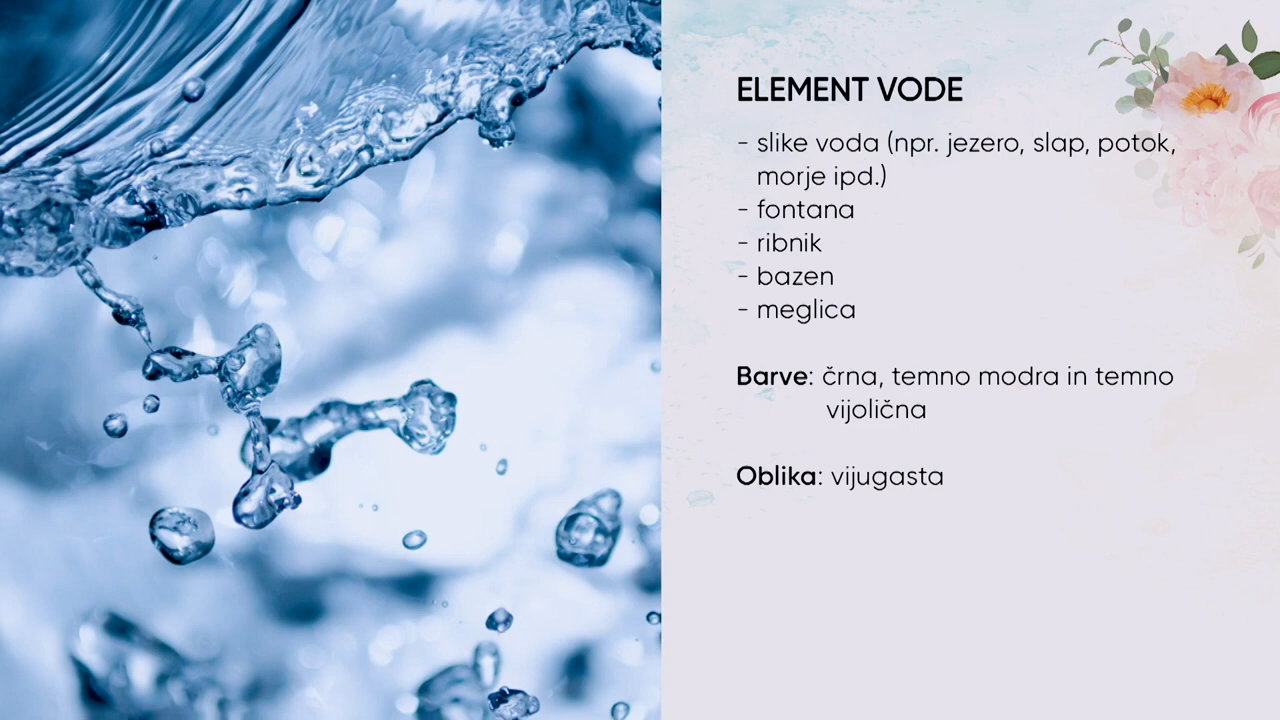 ELEMENT VODE
- slike voda (npr. jezero, slap, potok,
morje ipd.)
- fontana
- ribnik
- bazen
- meglica
Barve: črna, temno modra in temno
vijolična
Oblika: vijugasta